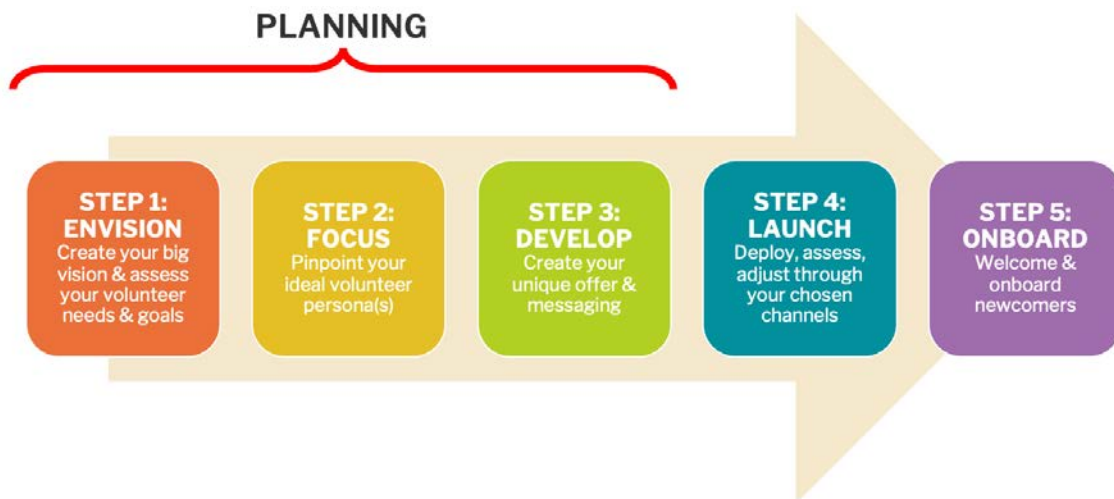 PLANNING
STEP 1:
ENVISION
Create your big
vision & assess
your volunteer
needs & goals
STEP 2:
FOCUS
Pinpoint your
ideal volunteer
persona(s)
STEP 3:
DEVELOP
Create your
unique offer &
messaging
STEP 4:
LAUNCH
Deploy, assess,
adjust through
your chosen
channels
STEP 5:
ONBOARD
Welcome &
onboard
newcomers